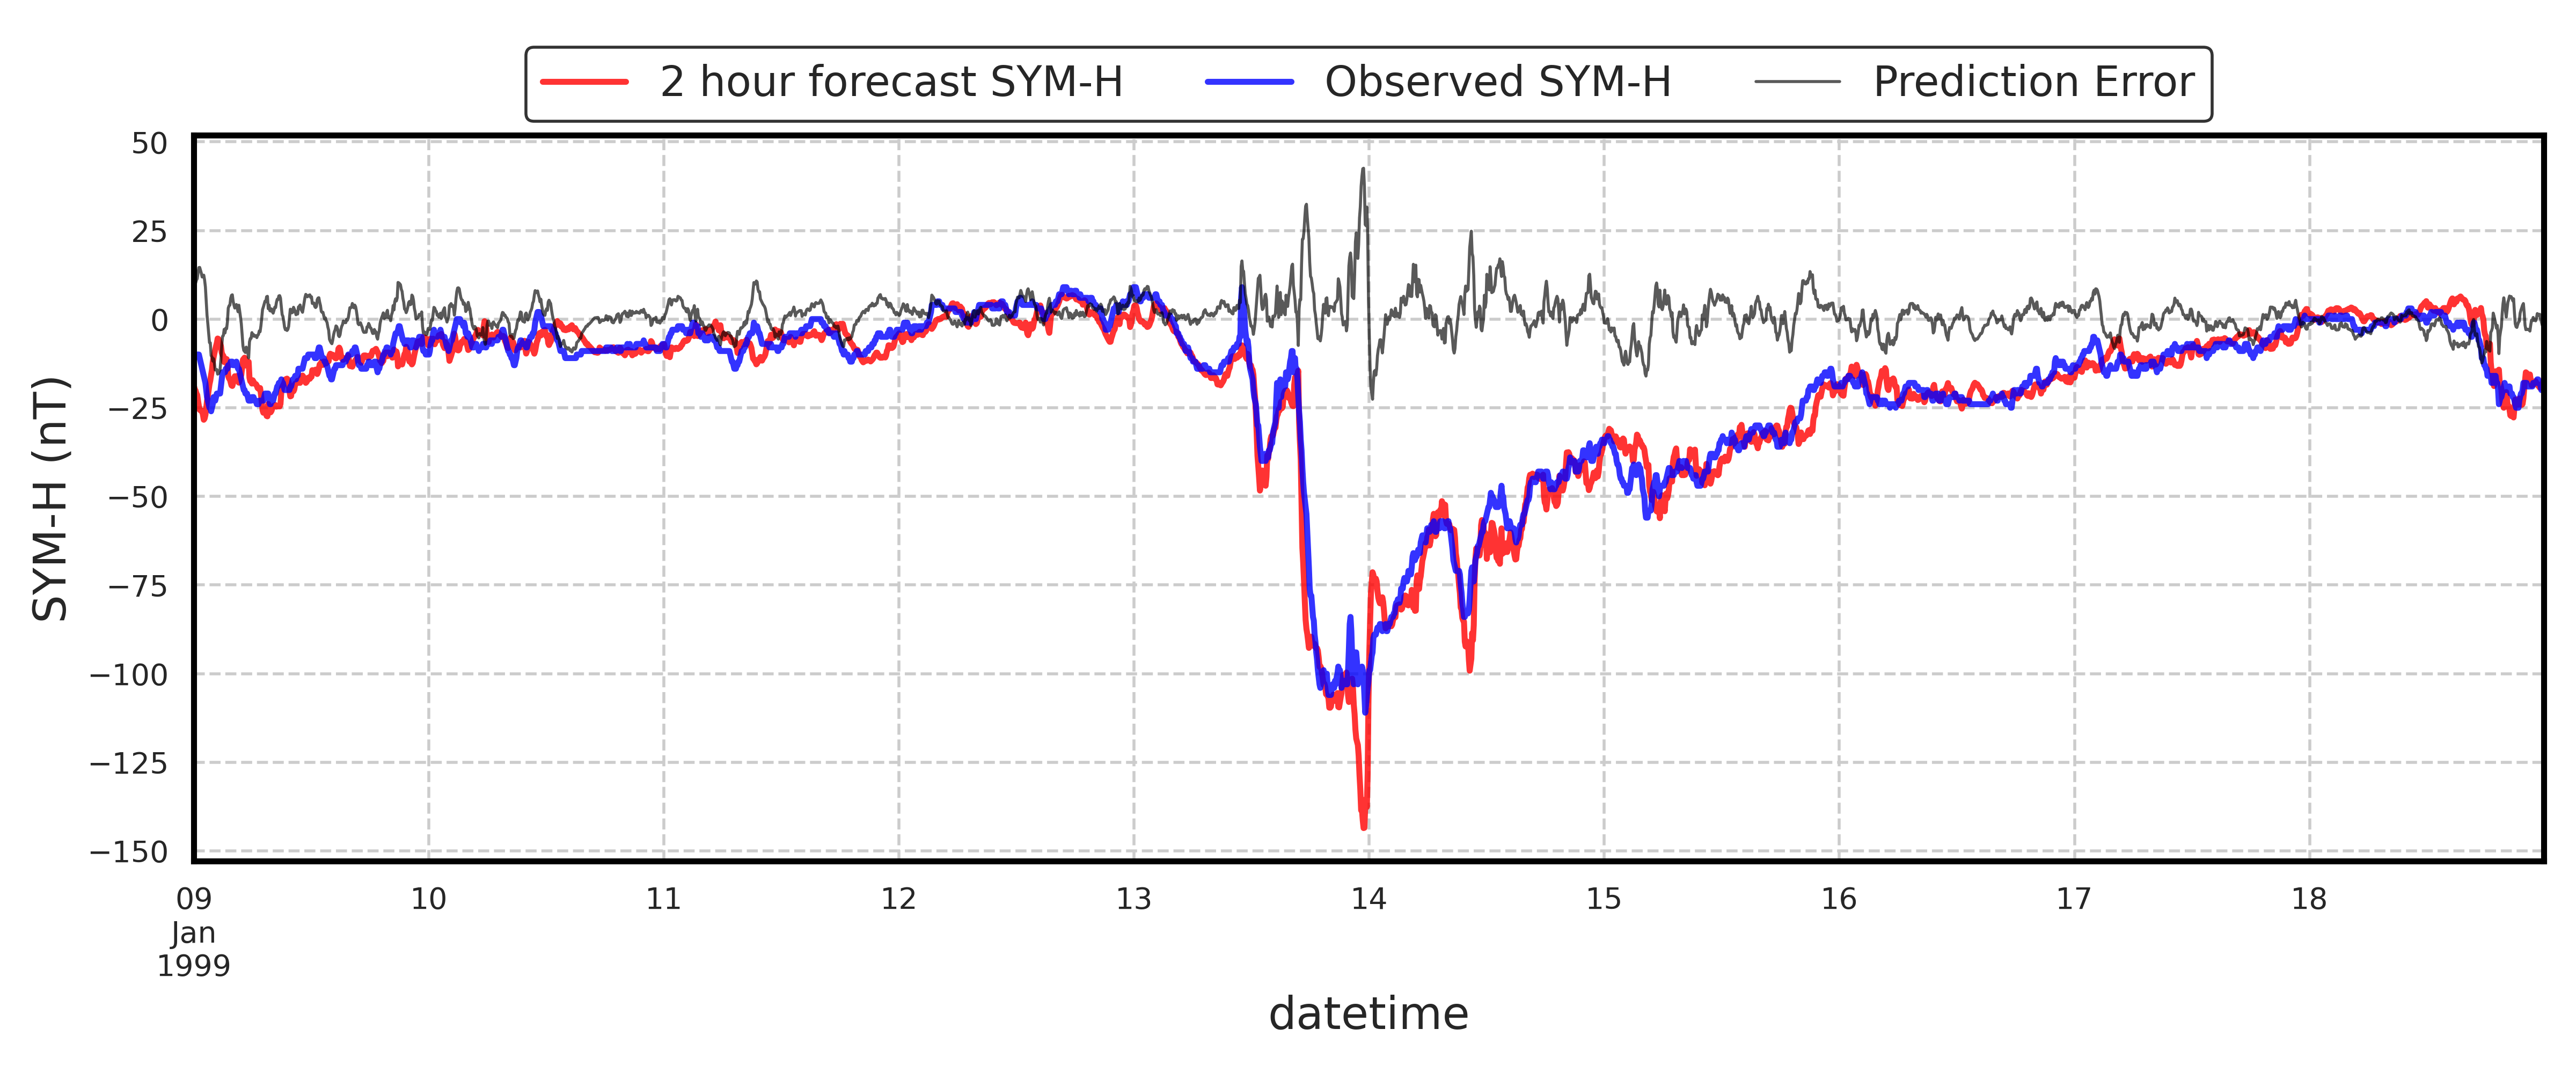 2 hour forecast SYM-H Observed SYM-H Prediction Error
50
25
0
−25
−50
−75
−100
−125
−150
SYM-H (nT)
09 10 11 12 13 14 15 16 17 18
Jan
1999
datetime